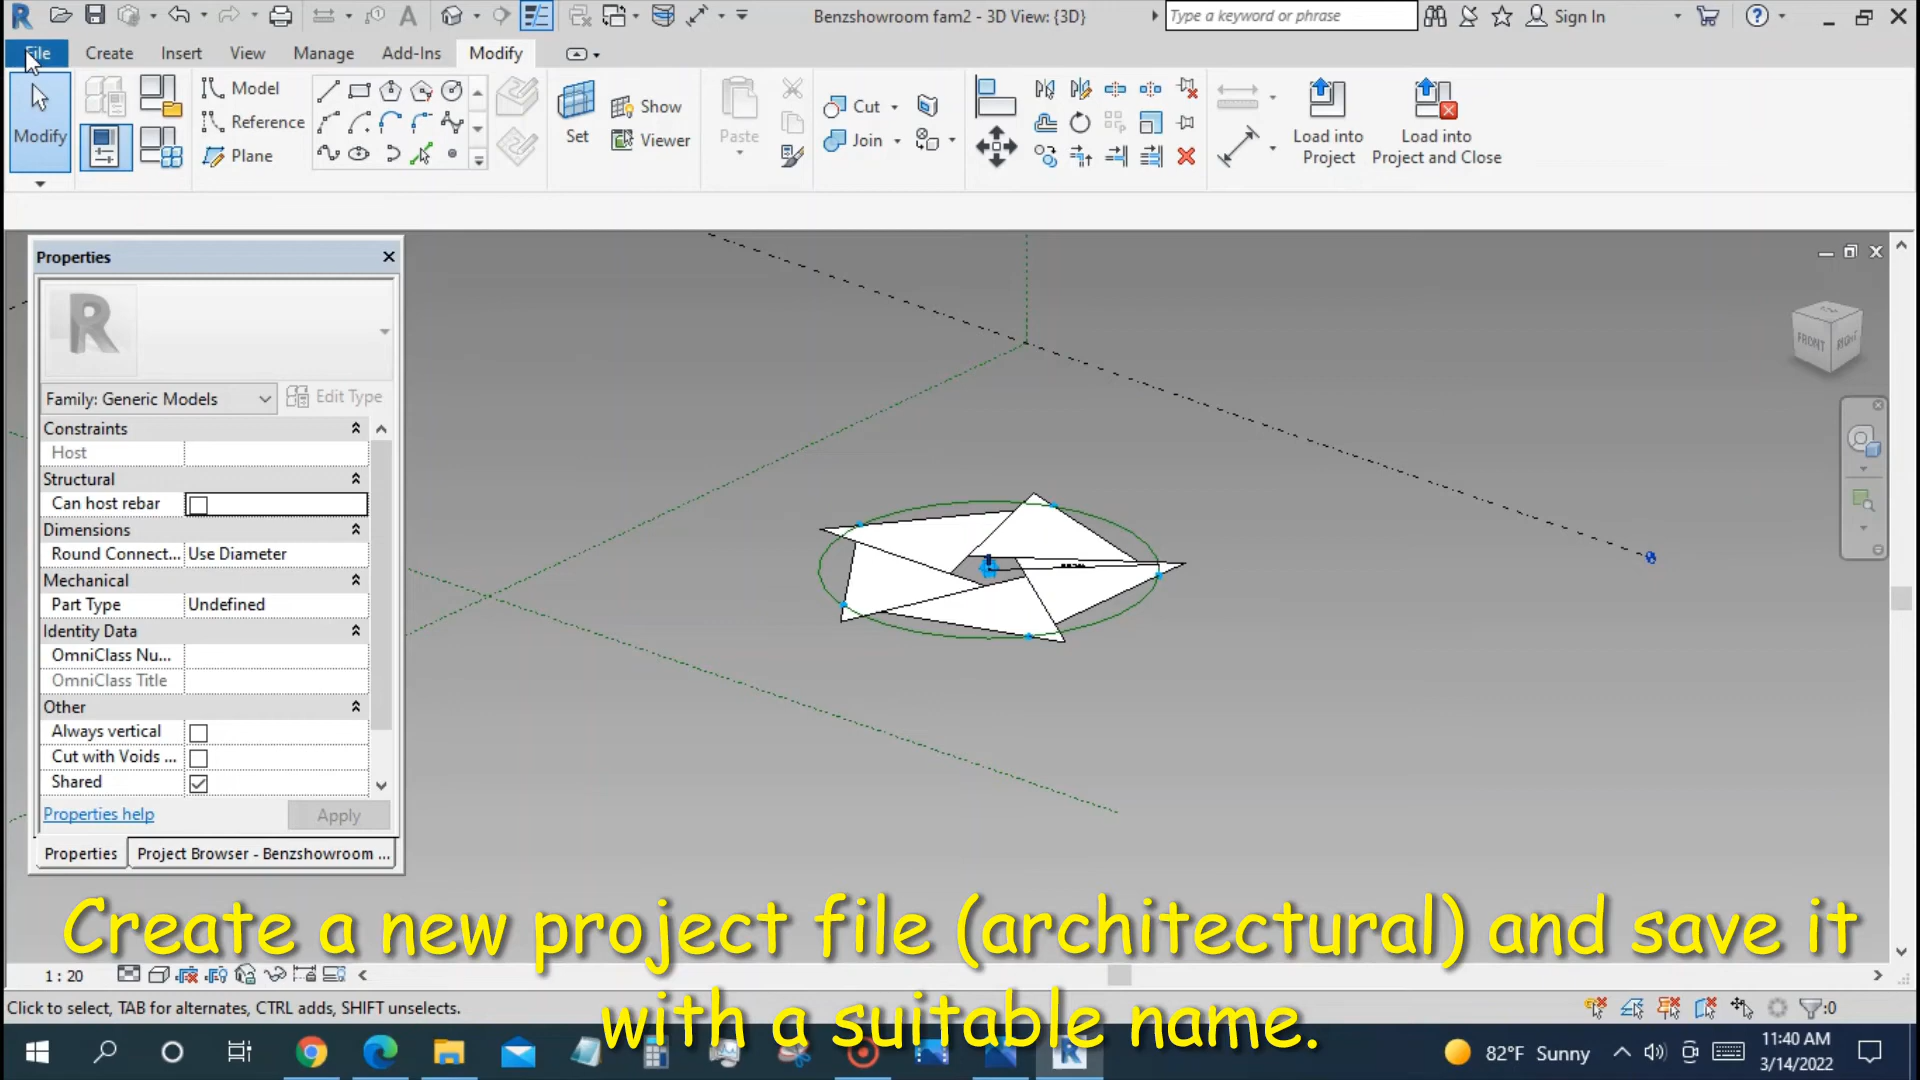 Benzshowroom fam2 - 3D View: {3D}
Type a keyword or phrase
Sign In
File
Create
Insert
View
Manage
Add-Ins
Modify
Modify
Model
Reference
Plane
Set
Show
Viewer
Paste
Cut
Join
Load into
Project
Load into
Project and Close
Properties
Family: Generic Models
Edit Type
Constraints
Host
Structural
Can host rebar
Dimensions
Round Connect... Use Diameter
Mechanical
Part Type Undefined
Identity Data
OmniClass Nu...
OmniClass Title
Other
Always vertical
Cut with Voids ...
Shared
Properties help
Apply
Properties
Project Browser - Benzshowroom ...
FRONT
RIGHT
Create a new project file (architectural) and save it
with a suitable name.
1 : 20
Click to select, TAB for alternates, CTRL adds, SHIFT unselects.
:0
82°F Sunny
11:40 AM
3/14/2022